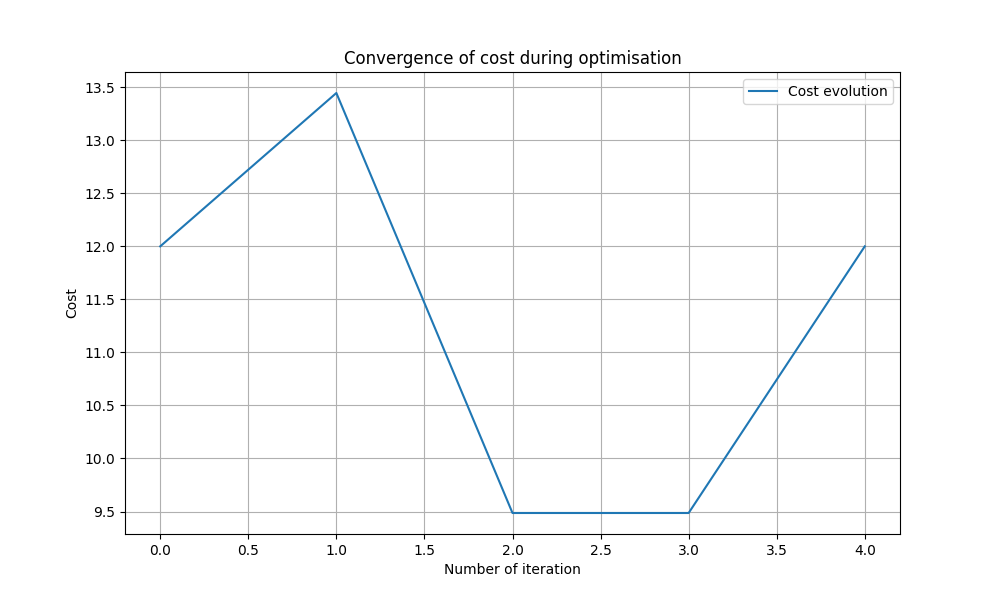 Convergence of cost during optimisation
Cost evolution
13.5
13.0
12.5
12.0
11.5
11.0
10.5
10.0
9.5
Cost
0.0 0.5 1.0 1.5 2.0 2.5 3.0 3.5 4.0
Number of iteration